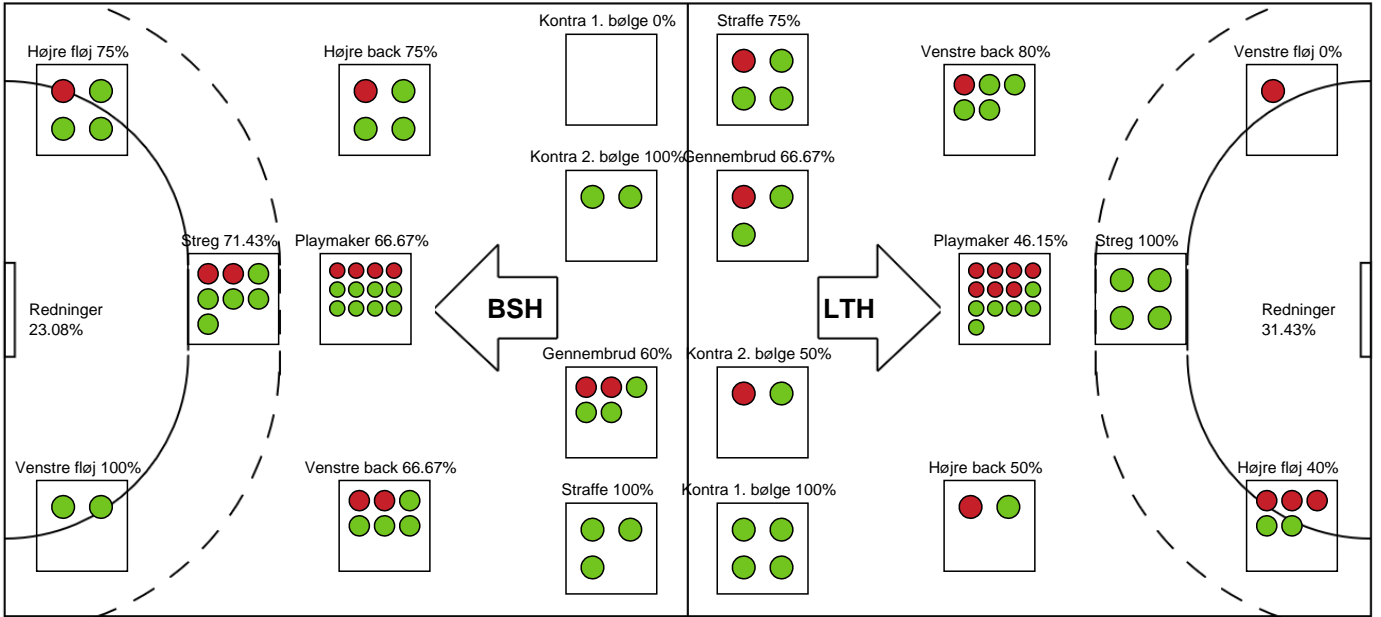 Kontra 1. bølge 0%
Straffe 75%
Højre fløj 75%
Højre back 75%
Venstre back 80%
Venstre fløj 0%
Kontra 2. bølge 100%
Gennembrud 66.67%
Streg 71.43%
Playmaker 66.67%
Playmaker 46.15%
Streg 100%
Redninger
23.08%
BSH
LTH
Redninger
31.43%
Gennembrud 60%
Kontra 2. bølge 50%
Venstre fløj 100%
Venstre back 66.67%
Højre back 50%
Højre fløj 40%
Straffe 100%
Kontra 1. bølge 100%